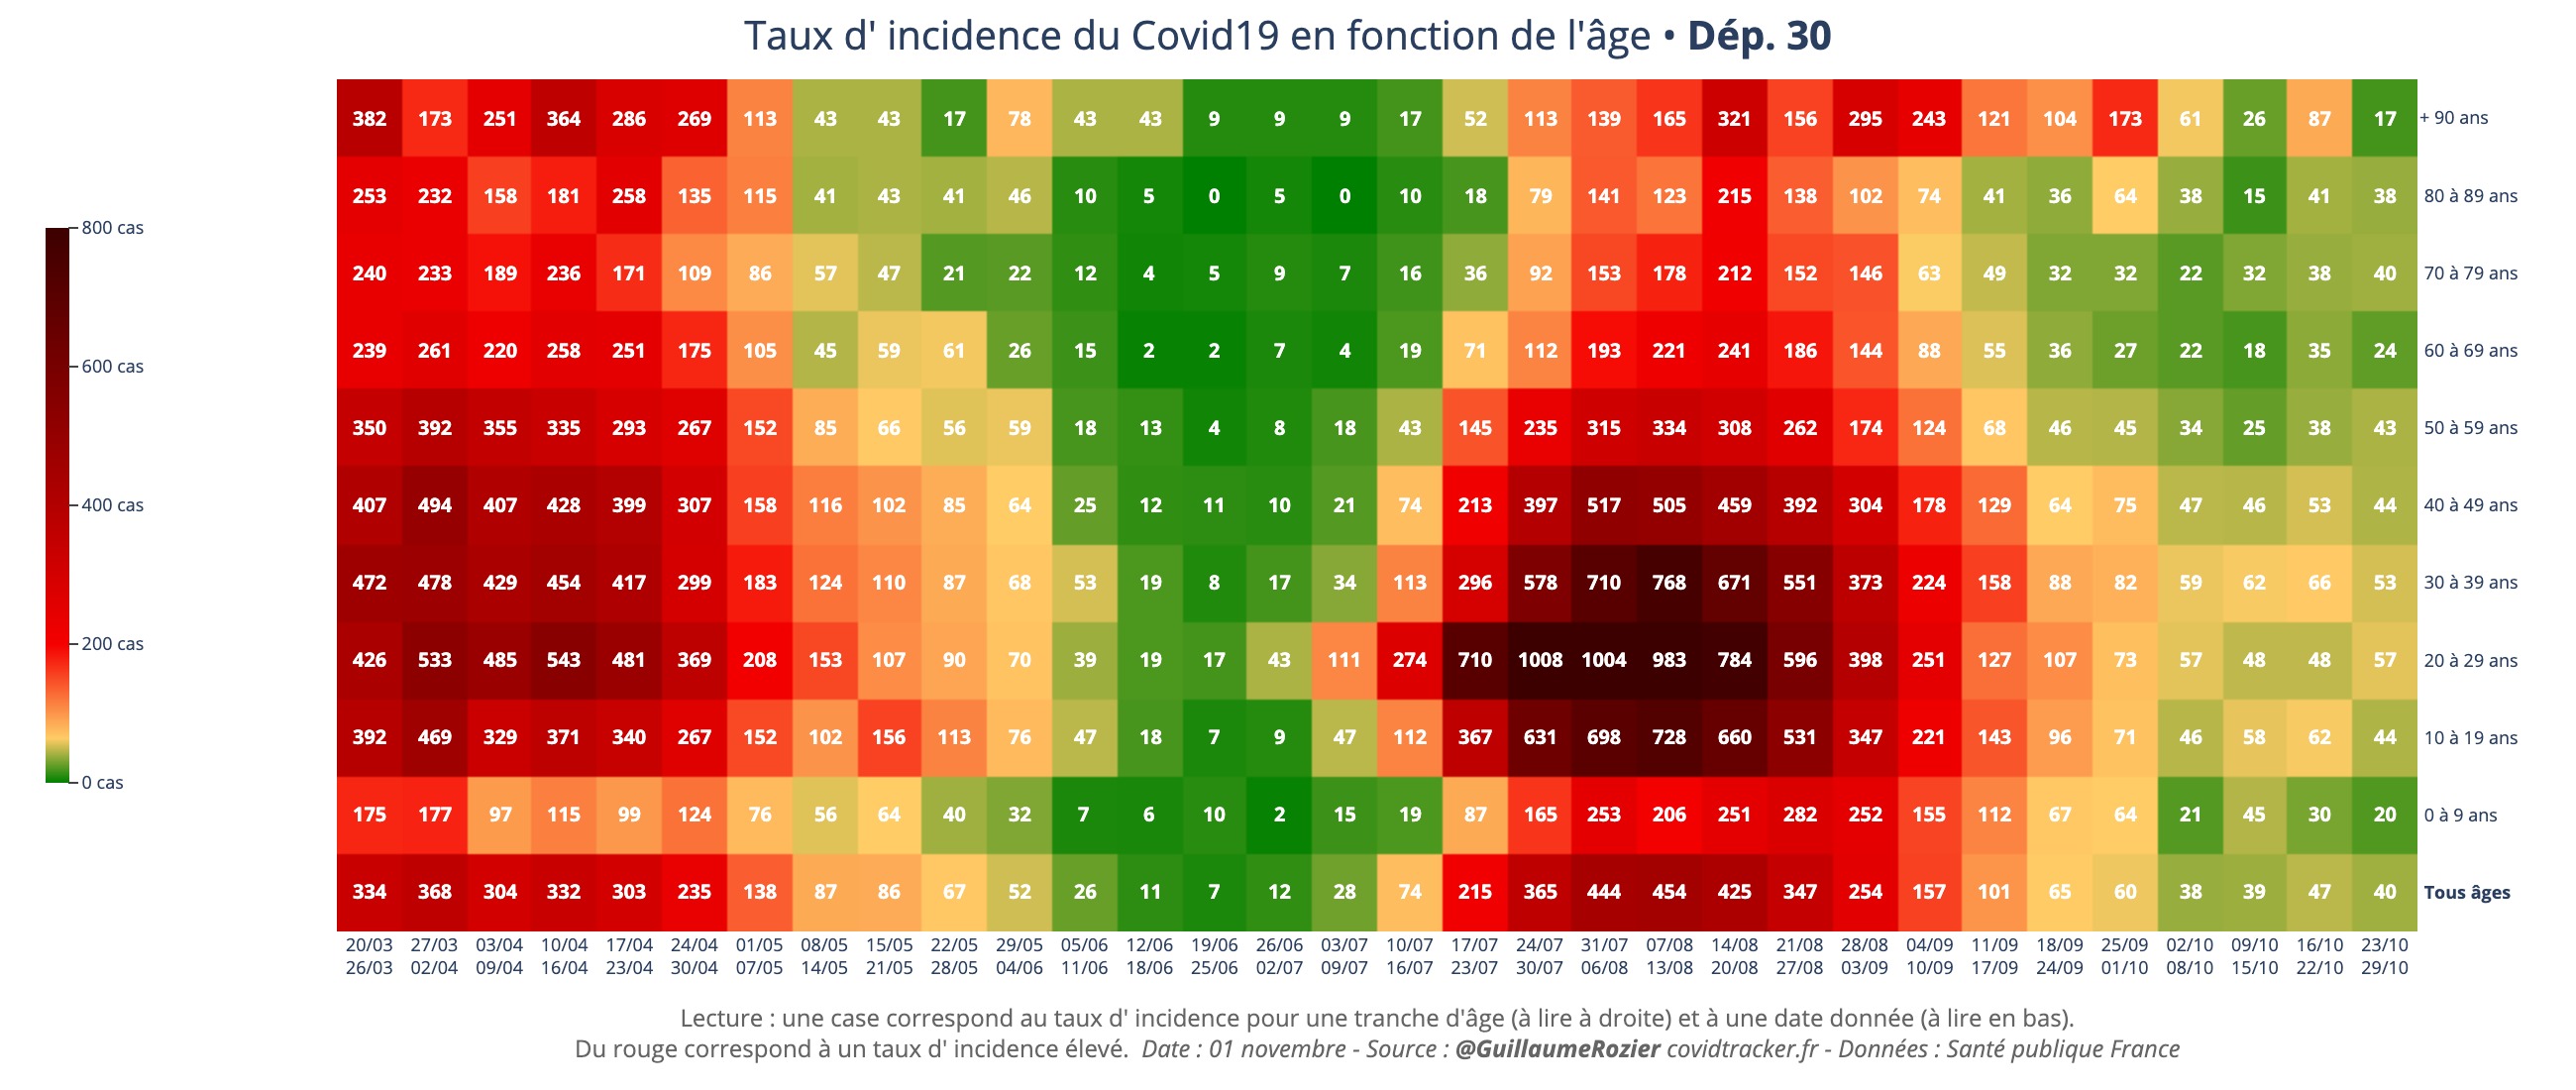 Taux d' incidence du Covid19 en fonction de l'âge • Dép. 30
800 cas
600 cas
400 cas
200 cas
0 cas
382 173 251 364 286 269 113 43 43 17 78 43 43 9 9 9 17 52 113 139 165 321 156 295 243 121 104 173 61 26 87 17 + 90 ans
253 232 158 181 258 135 115 41 43 41 46 10 5 0 5 0 10 18 79 141 123 215 138 102 74 41 36 64 38 15 41 38 80 à 89 ans
240 233 189 236 171 109 86 57 47 21 22 12 4 5 9 7 16 36 92 153 178 212 152 146 63 49 32 32 22 32 38 40 70 à 79 ans
239 261 220 258 251 175 105 45 59 61 26 15 2 2 7 4 19 71 112 193 221 241 186 144 88 55 36 27 22 18 35 24 60 à 69 ans
350 392 355 335 293 267 152 85 66 56 59 18 13 4 8 18 43 145 235 315 334 308 262 174 124 68 46 45 34 25 38 43 50 à 59 ans
407 494 407 428 399 307 158 116 102 85 64 25 12 11 10 21 74 213 397 517 505 459 392 304 178 129 64 75 47 46 53 44 40 à 49 ans
472 478 429 454 417 299 183 124 110 87 68 53 19 8 17 34 113 296 578 710 768 671 551 373 224 158 88 82 59 62 66 53 30 à 39 ans
426 533 485 543 481 369 208 153 107 90 70 39 19 17 43 111 274 710 1008 1004 983 784 596 398 251 127 107 73 57 48 48 57 20 à 29 ans
392 469 329 371 340 267 152 102 156 113 76 47 18 7 9 47 112 367 631 698 728 660 531 347 221 143 96 71 46 58 62 44 10 à 19 ans
175 177 97 115 99 124 76 56 64 40 32 7 6 10 2 15 19 87 165 253 206 251 282 252 155 112 67 64 21 45 30 20 0 à 9 ans
334 368 304 332 303 235 138 87 86 67 52 26 11 7 12 28 74 215 365 444 454 425 347 254 157 101 65 60 38 39 47 40 Tous âges
20/03 27/03 03/04 10/04 17/04 24/04 01/05 08/05 15/05 22/05 29/05 05/06 12/06 19/06 26/06 03/07 10/07 17/07 24/07 31/07 07/08 14/08 21/08 28/08 04/09 11/09 18/09 25/09 02/10 09/10 16/10 23/10
26/03 02/04 09/04 16/04 23/04 30/04 07/05 14/05 21/05 28/05 04/06 11/06 18/06 25/06 02/07 09/07 16/07 23/07 30/07 06/08 13/08 20/08 27/08 03/09 10/09 17/09 24/09 01/10 08/10 15/10 22/10 29/10
Lecture : une case correspond au taux d' incidence pour une tranche d'âge (à lire à droite) et à une date donnée (à lire en bas).
Du rouge correspond à un taux d' incidence élevé. Date : 01 novembre - Source : @GuillaumeRozier covidtracker.fr - Données : Santé publique France